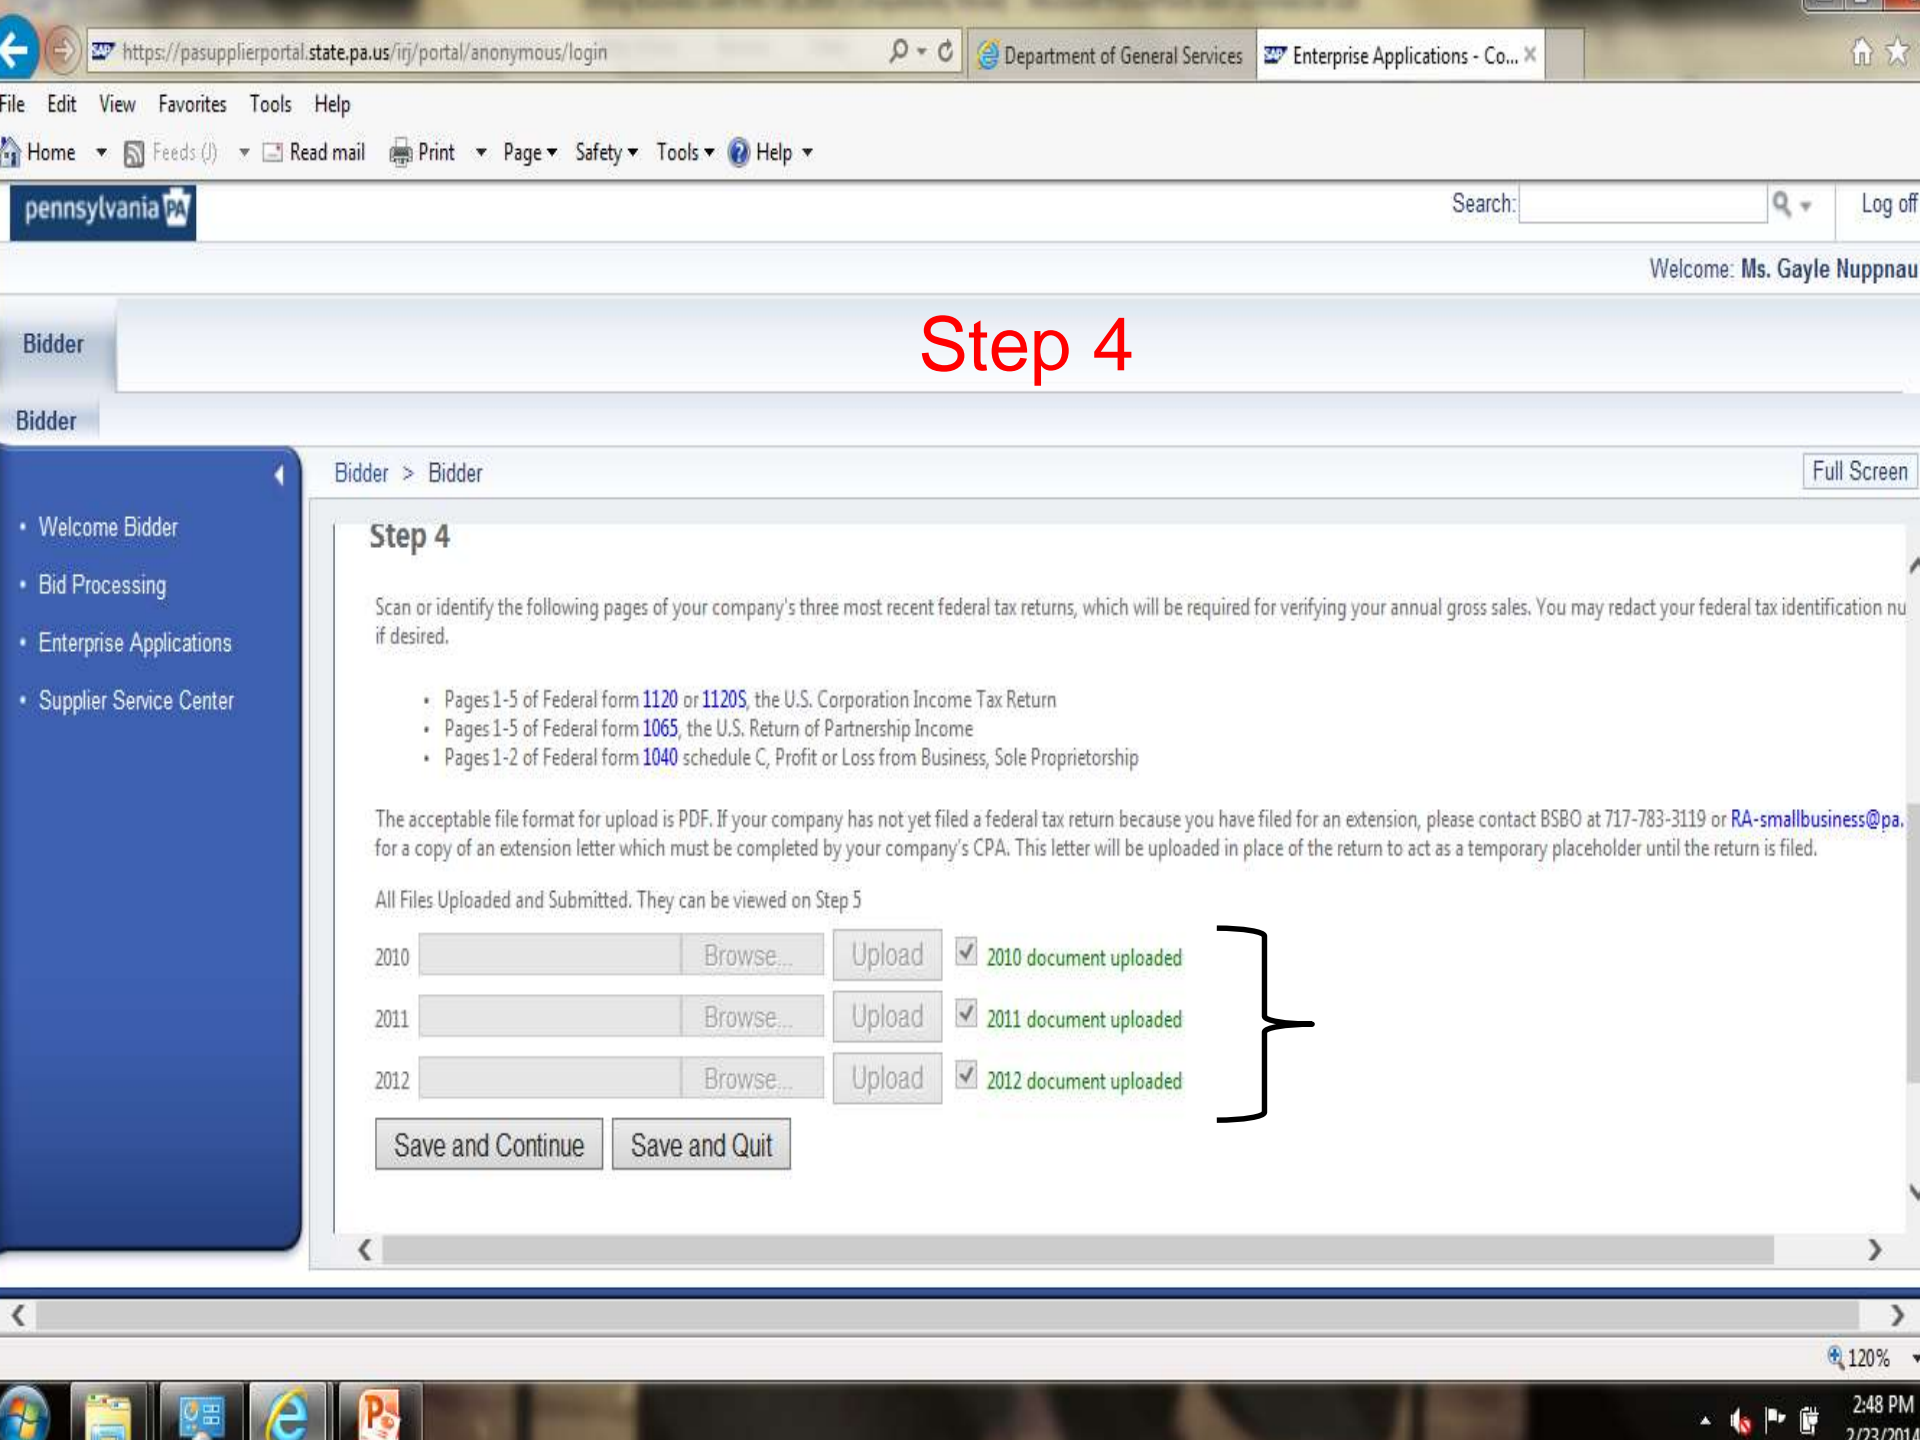 https://pasupplierportal.state.pa.us/irj/portal/anonymous/login
Department of General Services
Enterprise Applications - Co...
File Edit View Favorites Tools Help
Home Feeds (J) Read mail Print Page Safety Tools Help
pennsylvania PA
Search:
Log off
Welcome: Ms. Gayle Nuppnau
Bidder
Step 4
Bidder
Bidder > Bidder
Full Screen
• Welcome Bidder
• Bid Processing
• Enterprise Applications
• Supplier Service Center
Step 4
Scan or identify the following pages of your company's three most recent federal tax returns, which will be required for verifying your annual gross sales. You may redact your federal tax identification nu
if desired.
• Pages 1-5 of Federal form 1120 or 1120S, the U.S. Corporation Income Tax Return
• Pages 1-5 of Federal form 1065, the U.S. Return of Partnership Income
• Pages 1-2 of Federal form 1040 schedule C, Profit or Loss from Business, Sole Proprietorship
The acceptable file format for upload is PDF. If your company has not yet filed a federal tax return because you have filed for an extension, please contact BSBO at 717-783-3119 or RA-smallbusiness@pa.
for a copy of an extension letter which must be completed by your company's CPA. This letter will be uploaded in place of the return to act as a temporary placeholder until the return is filed.
All Files Uploaded and Submitted. They can be viewed on Step 5
2010 Browse... Upload 2010 document uploaded
2011 Browse... Upload 2011 document uploaded
2012 Browse... Upload 2012 document uploaded
Save and Continue Save and Quit
120%
2:48 PM
2/23/2014